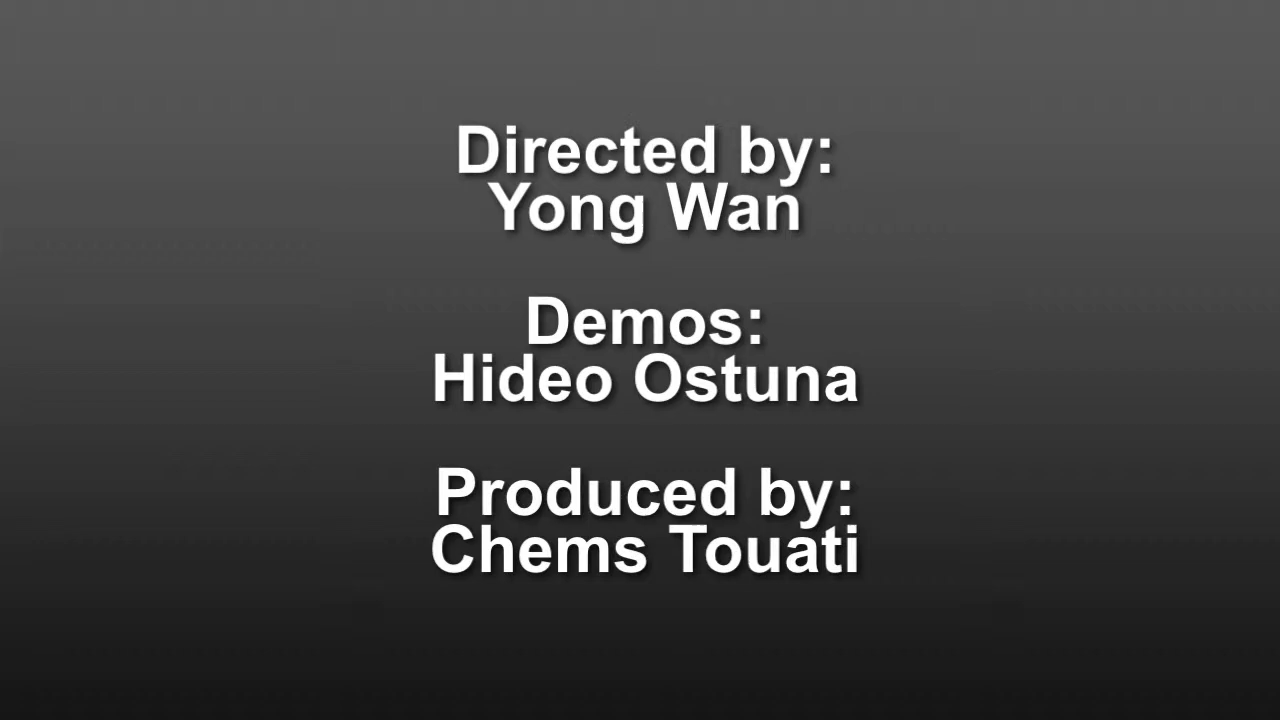 Directed by:
Yong Wan
Demos:
Hideo Ostuna
Produced by:
Chems Touati